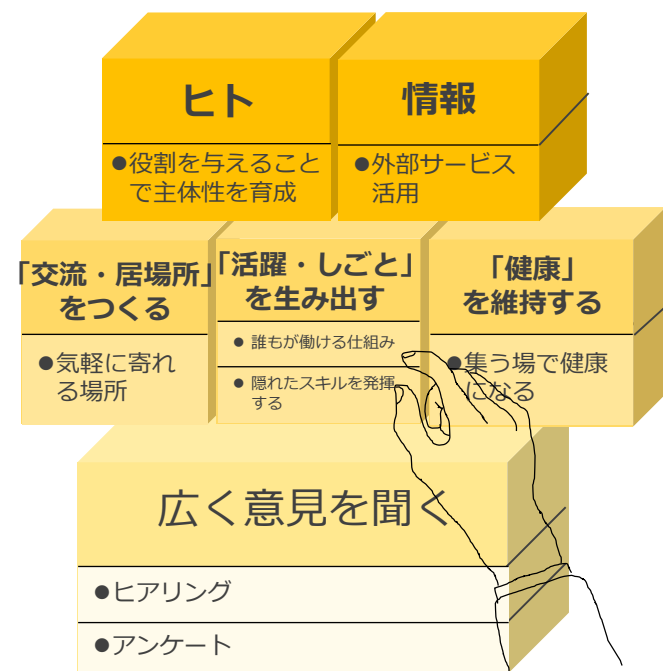 ヒト
●役割を与えること
で主体性を育成
情報
●外部サービス
活用
「交流・居場所」
をつくる
●気軽に寄れ
る場所
「活躍・しごと」
を生み出す
● 誰もが働ける仕組み
● 隠れたスキルを発揮
する
「健康」
を維持する
●集う場で健康
になる
広く意見を聞く
●ヒアリング
●アンケート